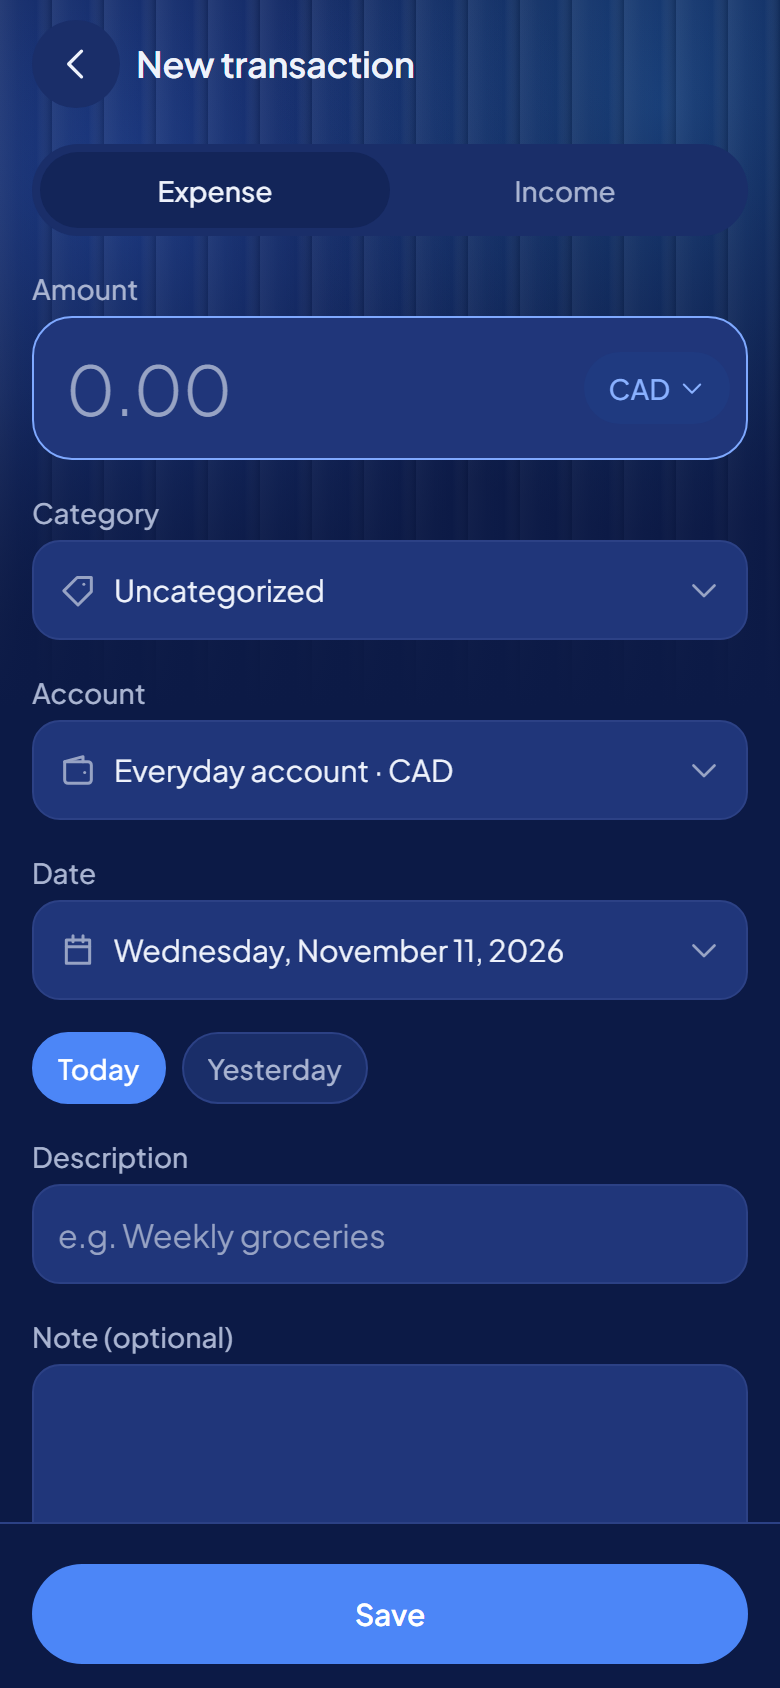 New transaction
Expense
Income
Amount
0.00
CAD
Category
Uncategorized
Account
Everyday account · CAD
Date
Wednesday, November 11, 2026
Today
Yesterday
Description
e.g. Weekly groceries
Note (optional)
Save